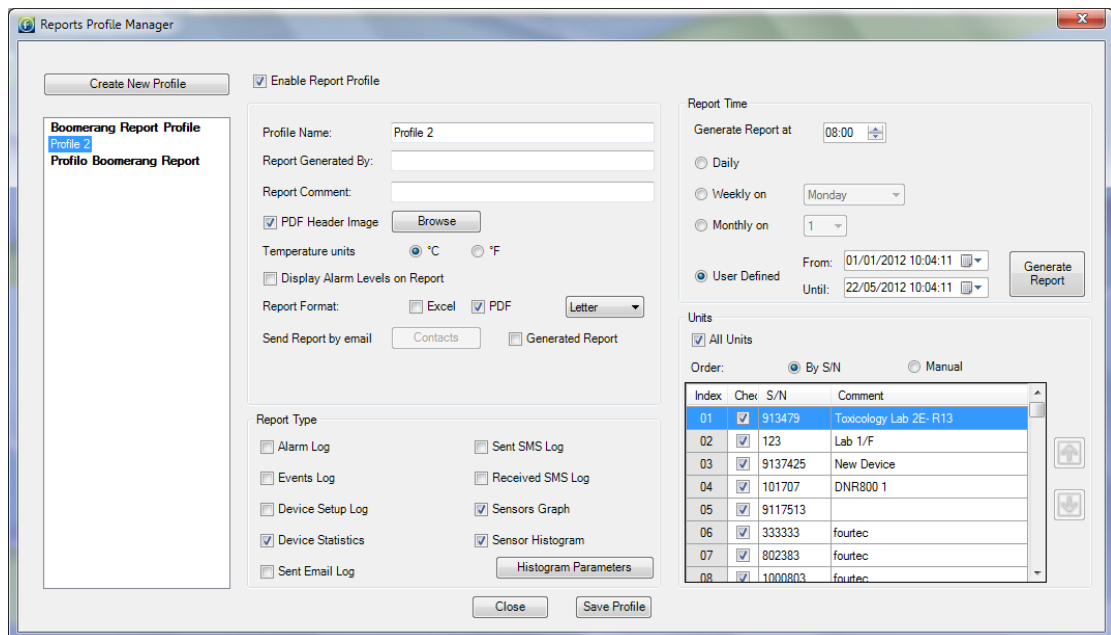 Reports Profile Manager
Create New Profile
Boomerang Report Profile
Profile 2
Profilo Boomerang Report
Enable Report Profile
Profile Name: Profile 2
Report Generated By:
Report Comment:
PDF Header Image Browse
Temperature units °C °F
Display Alarm Levels on Report
Report Format: Excel PDF Letter
Send Report by email Contacts Generated Report
Report Type
Alarm Log Sent SMS Log
Events Log Received SMS Log
Device Setup Log Sensors Graph
Device Statistics Sensor Histogram
Sent Email Log Histogram Parameters
Report Time
Generate Report at 08:00
Daily
Weekly on Monday
Monthly on 1
User Defined
From: 01/01/2012 10:04:11
Until: 22/05/2012 10:04:11
Generate
Report
Units
All Units
Order: By S/N Manual
Index Chec S/N Comment
01 913479 Toxicology Lab 2E- R13
02 123 Lab 1/F
03 9137425 New Device
04 101707 DNR800 1
05 9117513
06 333333 fourtec
07 802383 fourtec
08 1000803 fourtec
Close Save Profile